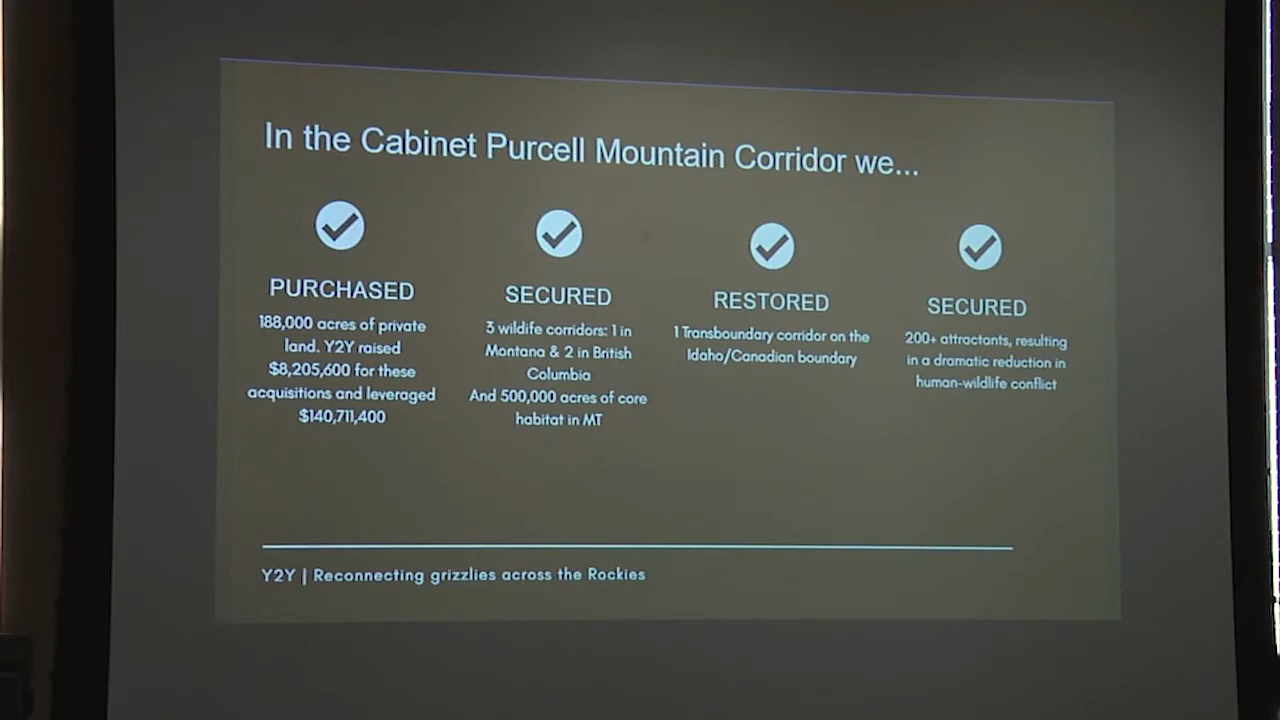 In the Cabinet Purcell Mountain Corridor we...
PURCHASED
188,000 acres of private
land. Y2Y raised
$8,205,600 for these
acquisitions and leveraged
$140,711,400
SECURED
3 wildife corridors: 1 in
Montana & 2 in British
Columbia
And 500,000 acres of core
habitat in MT
RESTORED
1 Transboundary corridor on the
Idaho/Canadian boundary
SECURED
200+ attractants, resulting
in a dramatic reduction in
human-wildlife conflict
Y2Y | Reconnecting grizzlies across the Rockies